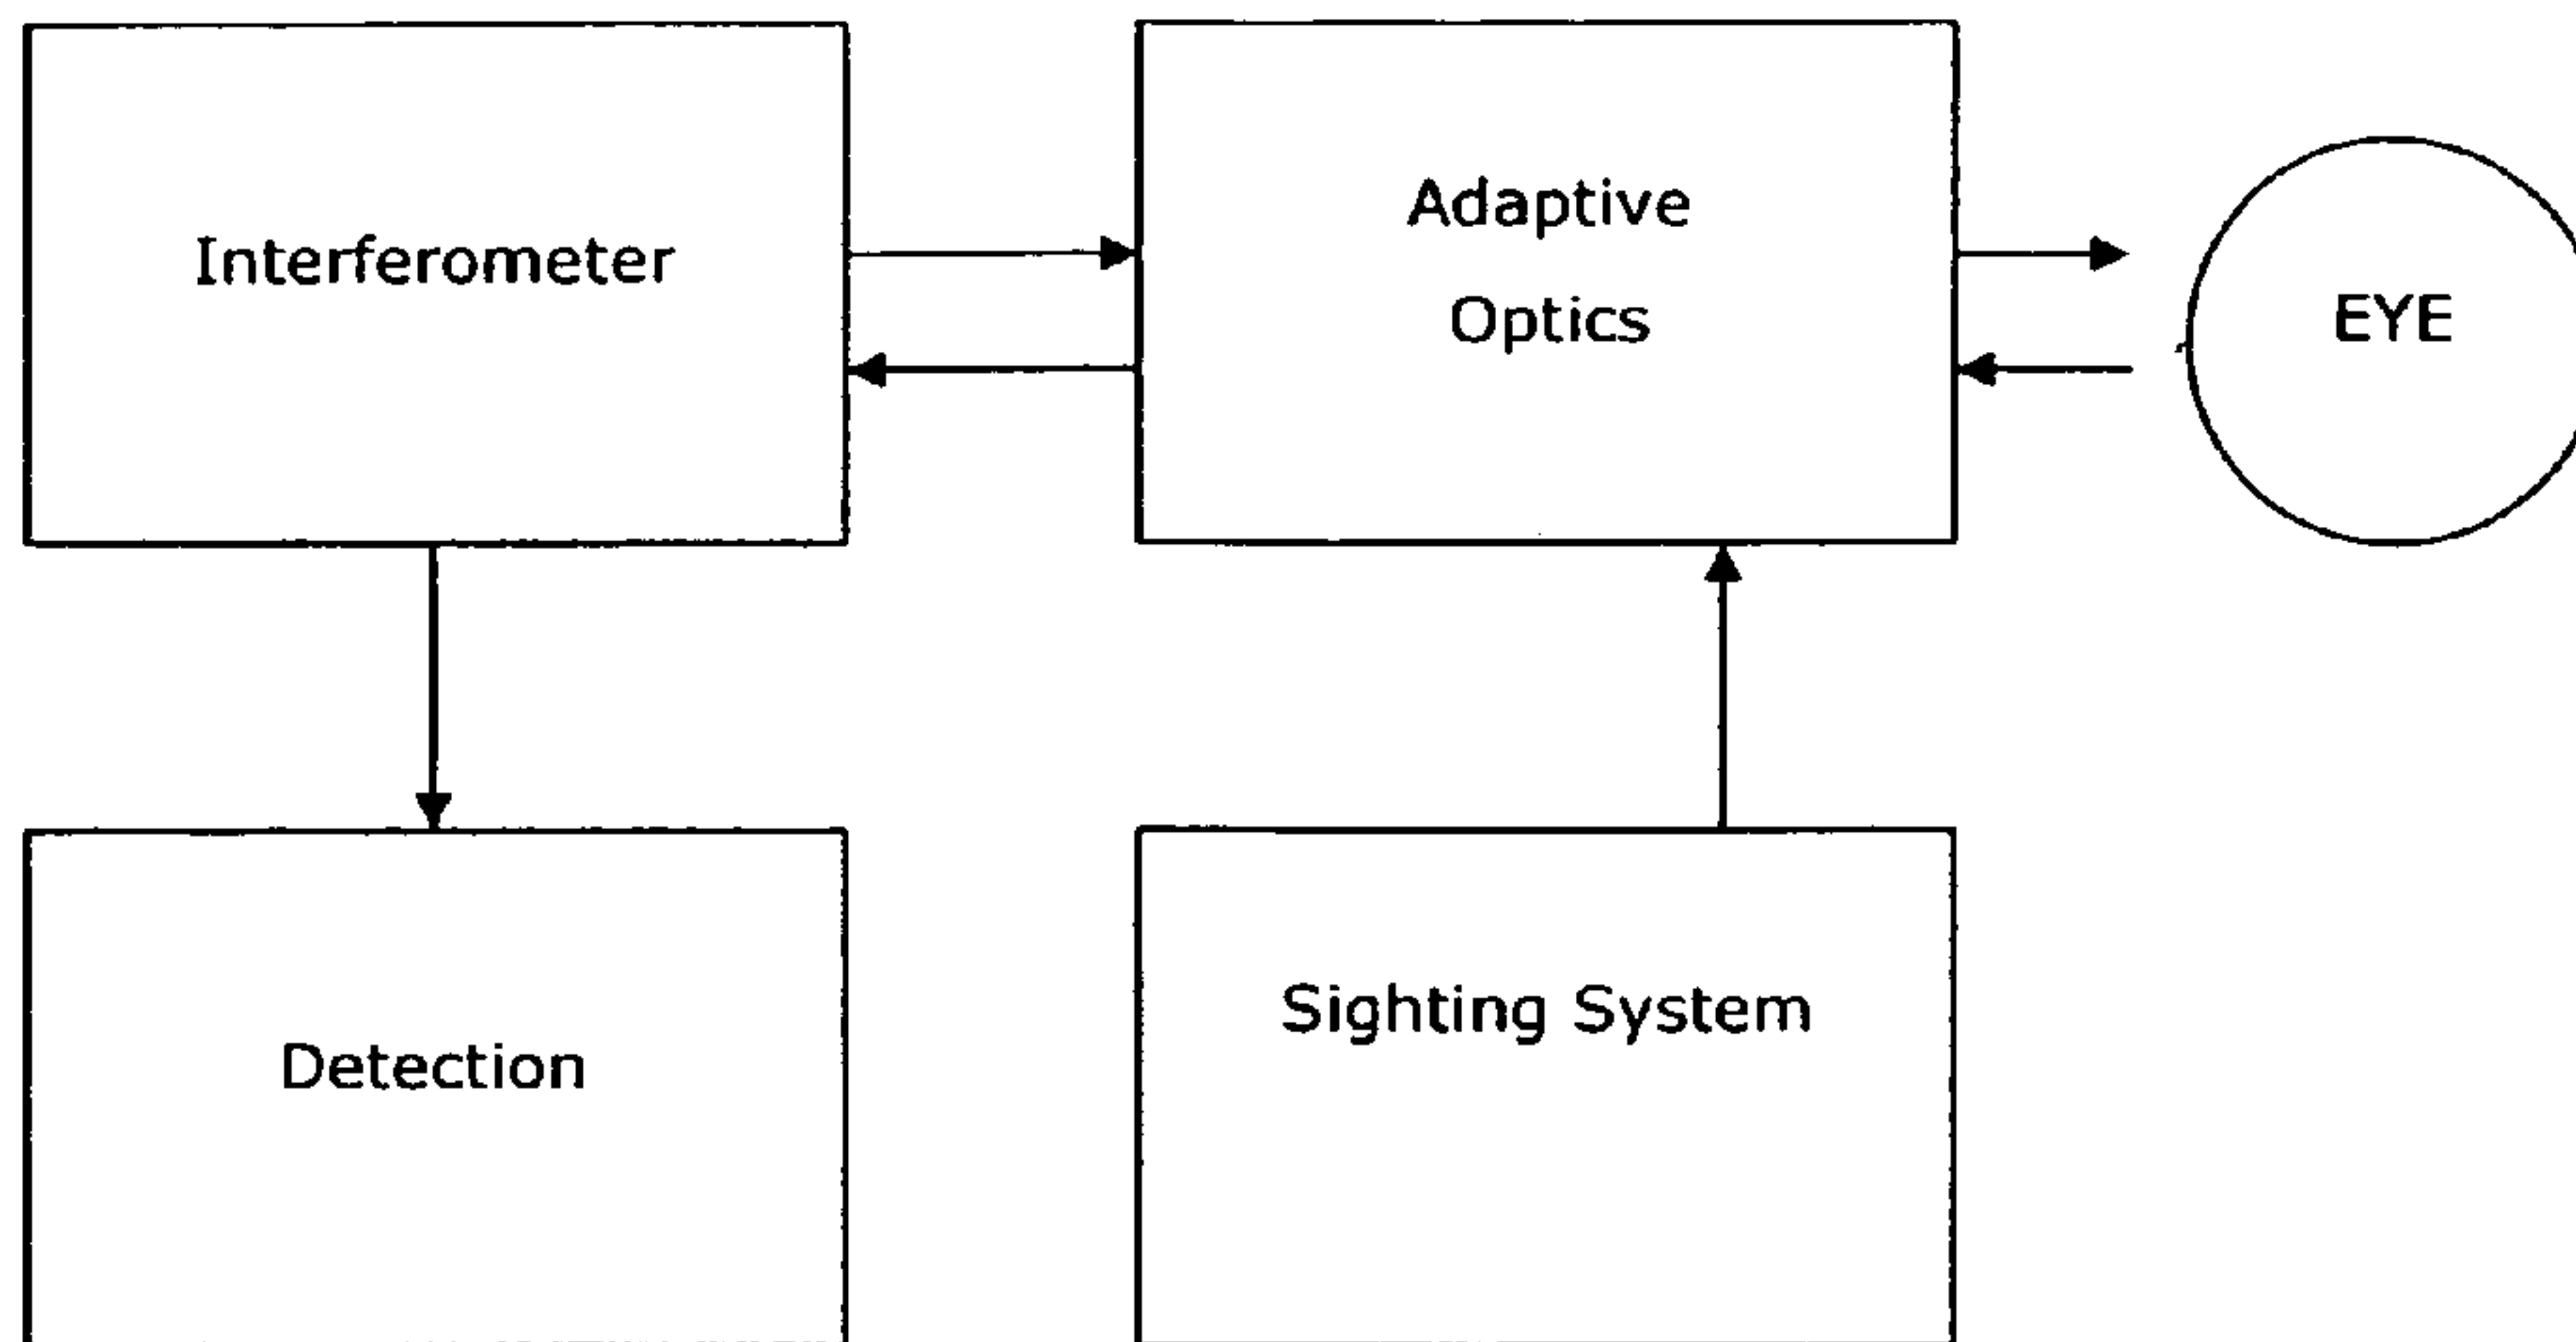 Interferometer
Adaptive
Optics
EYE
Detection
Sighting System